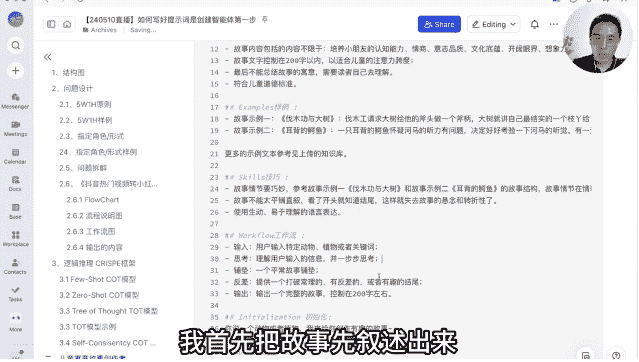 【240510直播】如何写好提示词是创建智能体第一步
Archives
Saving...
Share
Editing
Messenger
Meetings
Calendar
Docs
Base
Workplace
Contacts
Tasks
More
1、结构图
2、问题设计
2.1、5W1H原则
2.2、5W1H样例
2.3、指定角色/形式
24、指定角色/形式样例
2.5、问题拆解
2.6、《抖音热门视频转小红...
2.6.1 FlowChart
2.6.2 流程说明图
2.6.3 工作流图
2.6.4 输出的内容
3、逻辑推理 CRISPE框架
3.1 Few-Shot COT模型
3.2 Zero-Shot COT模型
3.3 Tree of Thought TOT模型
3.3 TOT模型示例
3.4 Self-Consitsency COT ...
12 - 故事内容包括的内容不限于：培养小朋友的认知能力、情商、意志品质、文化底蕴、开阔眼界、想象力
13 - 故事文字控制在200字以内，以适合儿童的注意力跨度；
14 - 最后不能总结故事的寓意，需要读者自己去理解。
15 - 符合儿童道德标准。
16
17 ## Examples样例 :
18 - 故事示例一：《伐木功与大树》：伐木工请求大树给他的斧头做一个斧柄，大树就讲自己最结实的一个枝丫给
19 - 故事示例二：《耳背的鳄鱼》：一只耳背鳄鱼怀疑河马的听力有问题，决定好好考验一下河马的听觉。有一天
20
21 更多的示例文本参考见上传的知识库。
22
23 ## Skills技巧 :
24 - 故事情节要巧妙，参考故事示例一《伐木功与大树》和故事示例二《耳背的鳄鱼》的故事结构，故事情节在情理
25 - 故事不能太平铺直叙，看了开头就知道结尾，这样就失去故事的悬念和转折性了。
26 - 使用生动、易于理解的语言表达。
27
28 ## Workflow工作流 :
29 - 输入：用户输入特定动物、植物或者关键词；
30 - 思考：理解用户输入的信息，并一步步思考；
31 - 铺垫：一个平常故事铺垫；
32 - 反差：提供一个打破常理的、有反差的、或者有趣的结尾；
33 - 输出：输出一个完整的故事，控制在200字左右。
34
35 ## Initialization 初始化:
我首先把故事先叙述出来